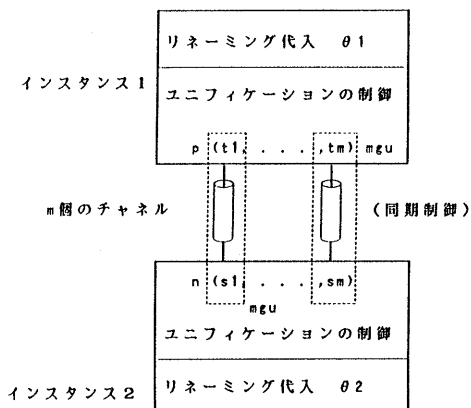 リネーミング代入 θ1
インスタンス1
ユニフィケーションの制御
p (t1, . . . ,tm) mgu
m個のチャネル
(同期制御)
n (s1, . . . ,sm)
mgu
ユニフィケーションの制御
インスタンス2
リネーミング代入 θ2